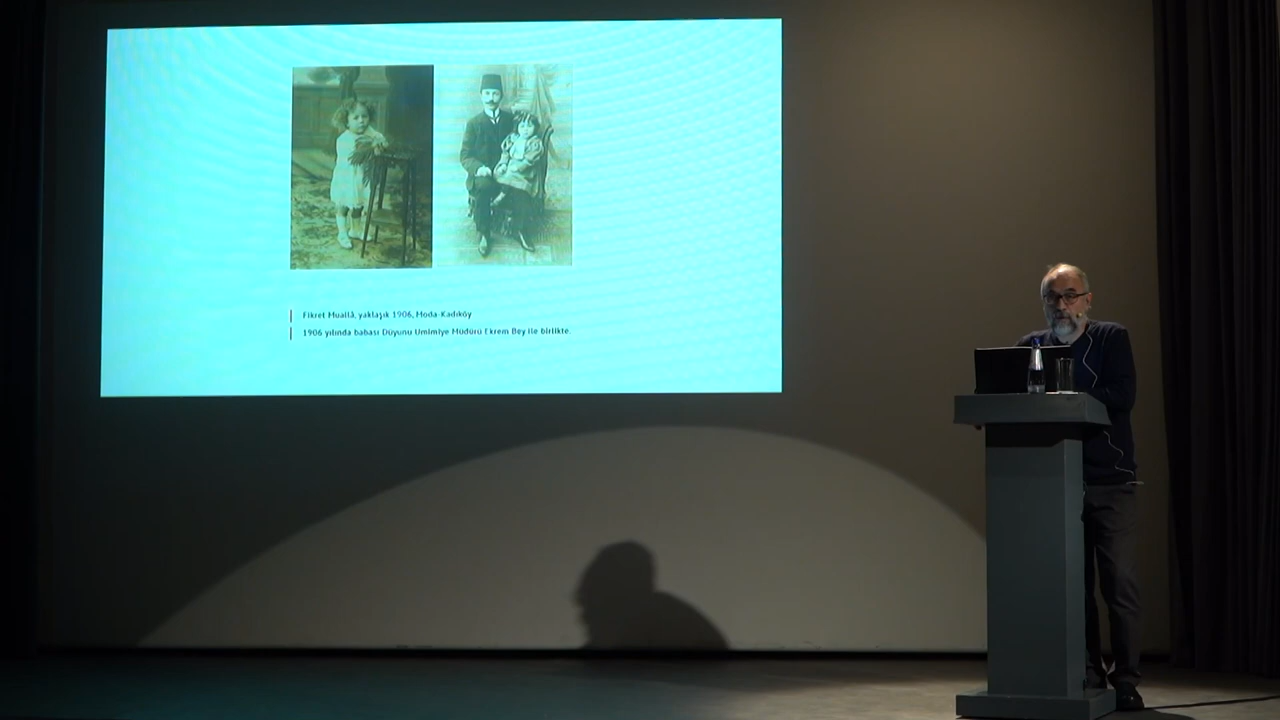 Fikret Muallâ, yaklaşık 1906, Moda-Kadıköy
1906 yılında babası Düyunu Umimiye Müdürü Ekrem Bey ile birlikte.